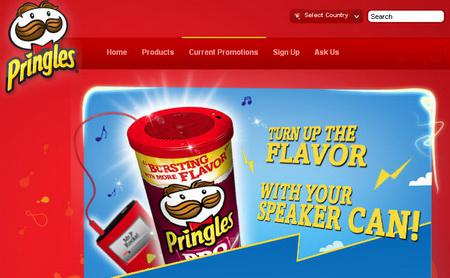 Select Country
Search
Pringles
Home
Products
Current Promotions
Sign Up
Ask Us
"BURSTING
WITH MORE FLAVOR"
Pringles
BBQ
TURN UP THE
FLAVOR
WITH YOUR
SPEAKER CAN!